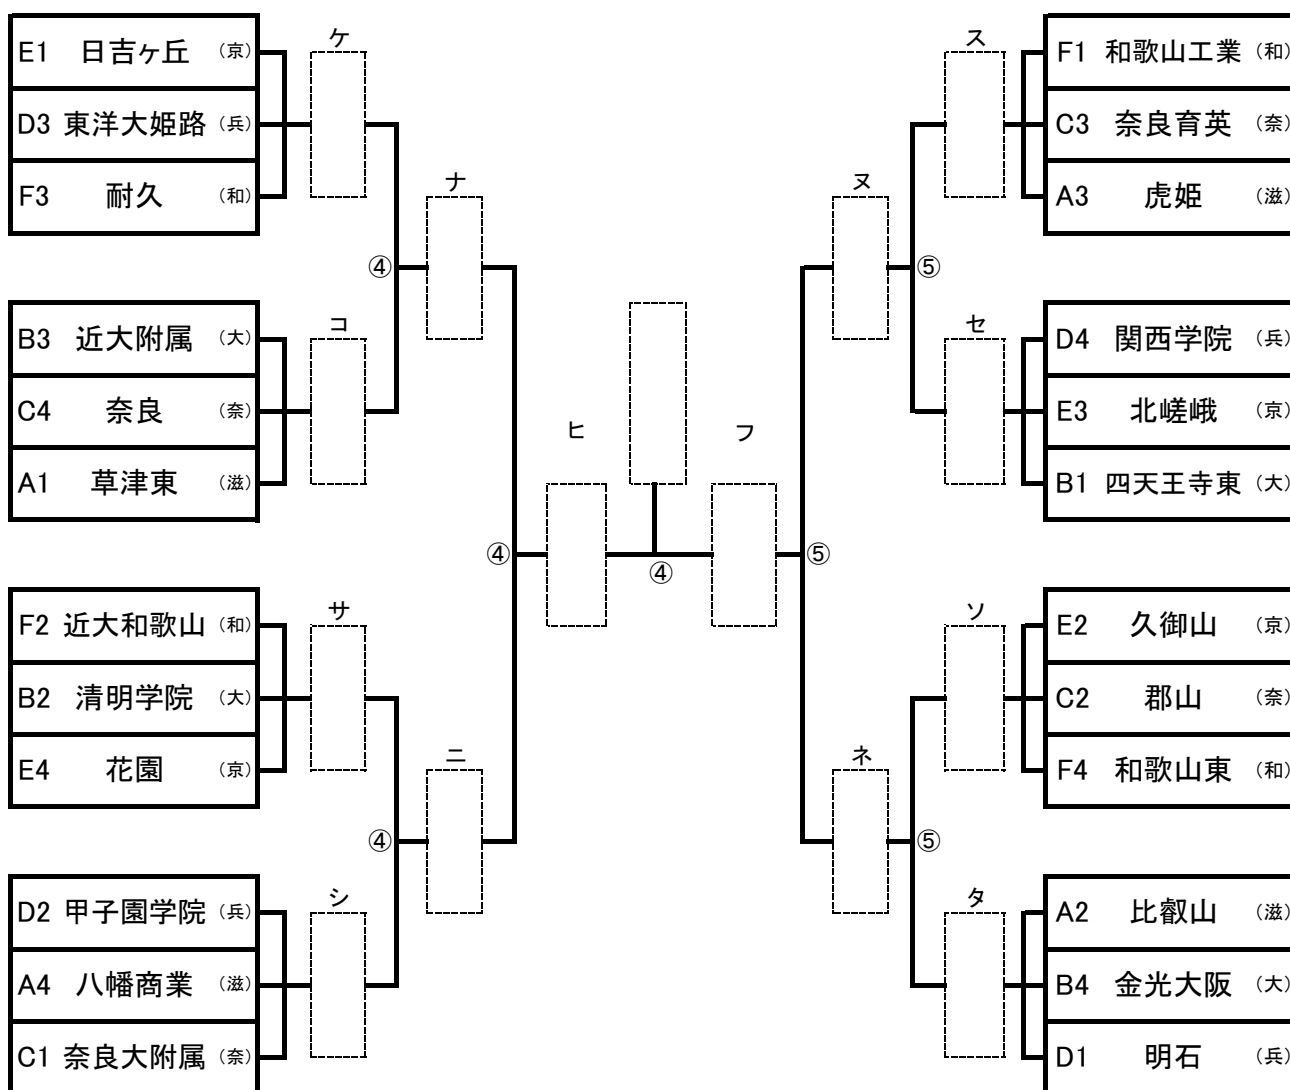 ケ
E1 日吉ヶ丘 （京）
D3 東洋大姫路 （兵）
F3 耐久 （和）
ナ
④
コ
B3 近大附属 （大）
C4 奈良 （奈）
A1 草津東 （滋）
ヒ
④
サ
F2 近大和歌山 （和）
B2 清明学院 （大）
E4 花園 （京）
ニ
④
シ
D2 甲子園学院 （兵）
A4 八幡商業 （滋）
C1 奈良大附属 （奈）
④
フ
⑤
ス
F1 和歌山工業 （和）
C3 奈良育英 （奈）
A3 虎姫 （滋）
ヌ
⑤
セ
D4 関西学院 （兵）
E3 北嵯峨 （京）
B1 四天王寺東 （大）
ソ
E2 久御山 （京）
C2 郡山 （奈）
F4 和歌山東 （和）
ネ
⑤
タ
A2 比叡山 （滋）
B4 金光大阪 （大）
D1 明石 （兵）